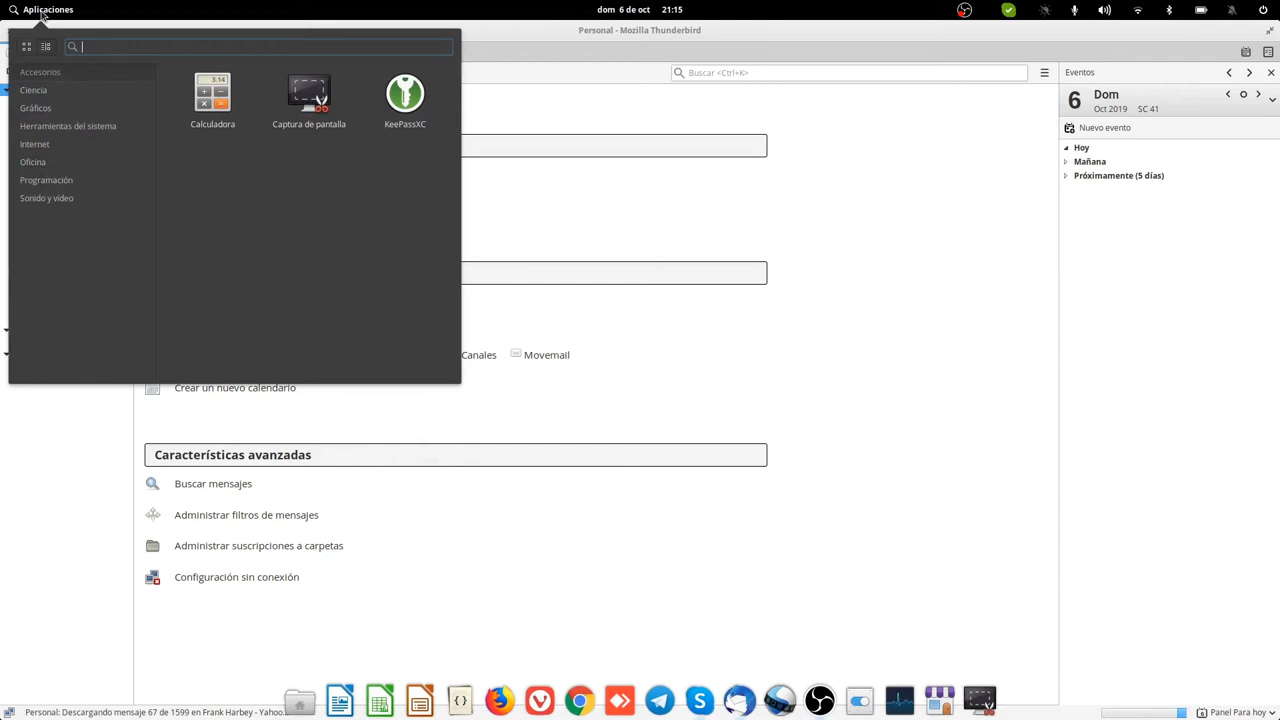 Aplicaciones
dom 6 de oct 21:15
Personal - Mozilla Thunderbird
Buscar <Ctrl+K>
Eventos
Accesorios
Ciencia
Gráficos
Herramientas del sistema
Internet
Oficina
Programación
Sonido y vídeo
3.14
Calculadora
Captura de pantalla
KeePassXC
6
Dom
Oct 2019 SC 41
Nuevo evento
Hoy
Mañana
Próximamente (5 días)
Canales
Movemail
Crear un nuevo calendario
Características avanzadas
Buscar mensajes
Administrar filtros de mensajes
Administrar suscripciones a carpetas
Configuración sin conexión
Personal: Descargando mensaje 67 de 1599 en Frank Harbey - Yahoo...
Panel Para hoy